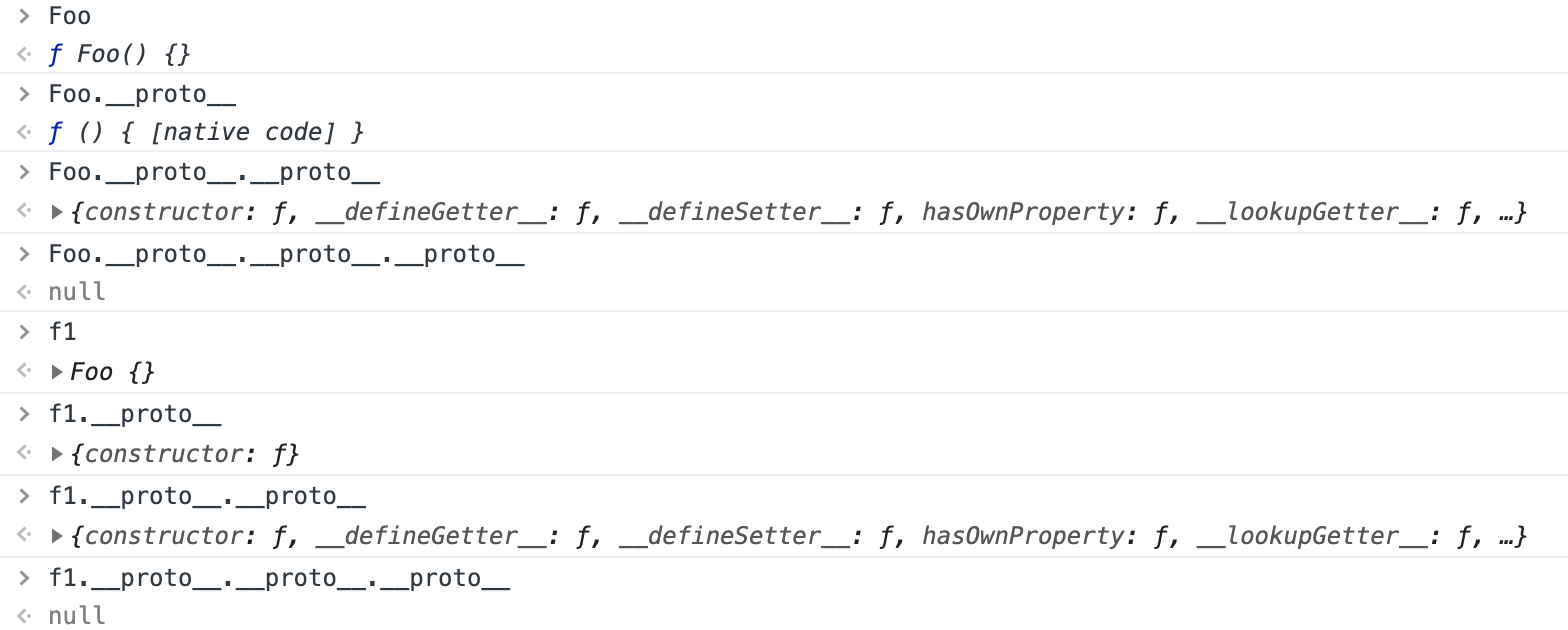 > Foo
<· ƒ Foo() {}
> Foo.__proto__
<· ƒ () { [native code] }
> Foo.__proto__.__proto__
<· ▶{constructor: ƒ, __defineGetter__: ƒ, __defineSetter__: ƒ, hasOwnProperty: ƒ, __lookupGetter__: ƒ, …}
> Foo.__proto__.__proto__.__proto__
<· null
> f1
<· ▶Foo {}
> f1.__proto__
<· ▶{constructor: ƒ}
> f1.__proto__.__proto__
<· ▶{constructor: ƒ, __defineGetter__: ƒ, __defineSetter__: ƒ, hasOwnProperty: ƒ, __lookupGetter__: ƒ, …}
> f1.__proto__.__proto__.__proto__
<· null